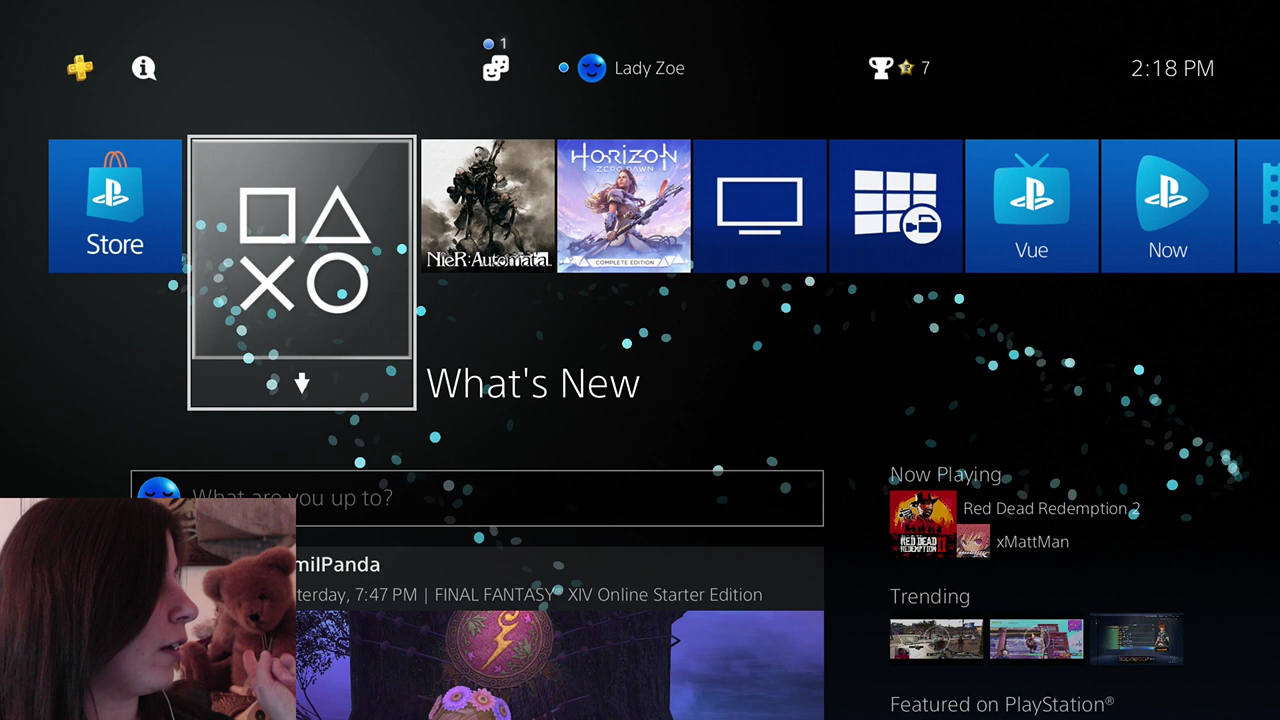 1
Lady Zoe
7
2:18 PM
Store
NieR:Automata
HORIZON
ZERO DAWN
COMPLETE EDITION
Vue
Now
What's New
What are you up to?
Now Playing
Red Dead Redemption 2
RED DEAD
REDEMPTION II
xMattMan
milPanda
terday, 7:47 PM | FINAL FANTASY® XIV Online Starter Edition
Trending
Featured on PlayStation®